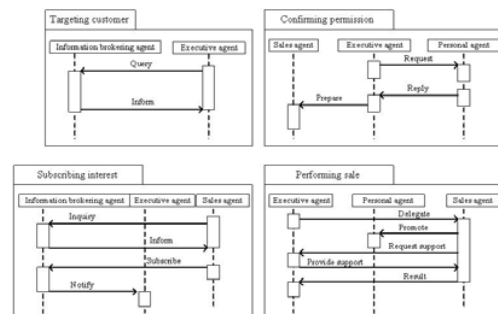 Targeting customer
Information brokering agent
Executive agent
Query
Inform
Confirming permission
Sales agent
Executive agent
Personal agent
Request
Reply
Prepare
Subscribing interest
Information brokering agent
Executive agent
Sales agent
Inquiry
Inform
Subscribe
Notify
Performing sale
Executive agent
Personal agent
Sales agent
Delegate
Promote
Request support
Provide support
Result